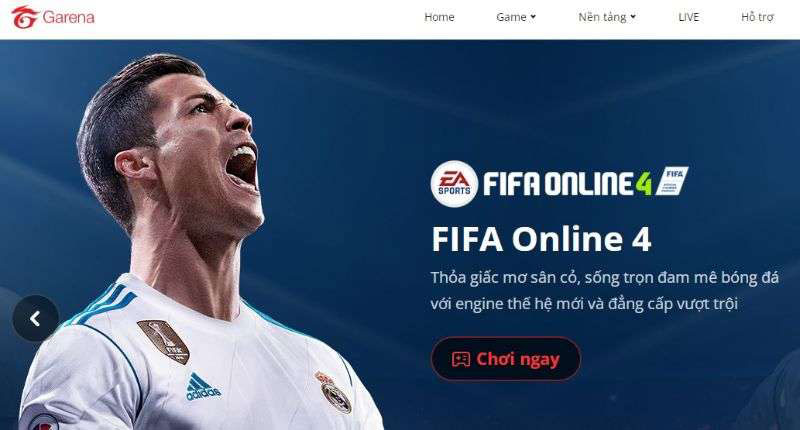 Garena
Home
Game
Nền tảng
LIVE
Hỗ trợ
EA SPORTS FIFA ONLINE 4 FIFA
FIFA Online 4
Thỏa giấc mơ sân cỏ, sống trọn đam mê bóng đá
với engine thế hệ mới và đẳng cấp vượt trội
Chơi ngay
FIFA
adidas